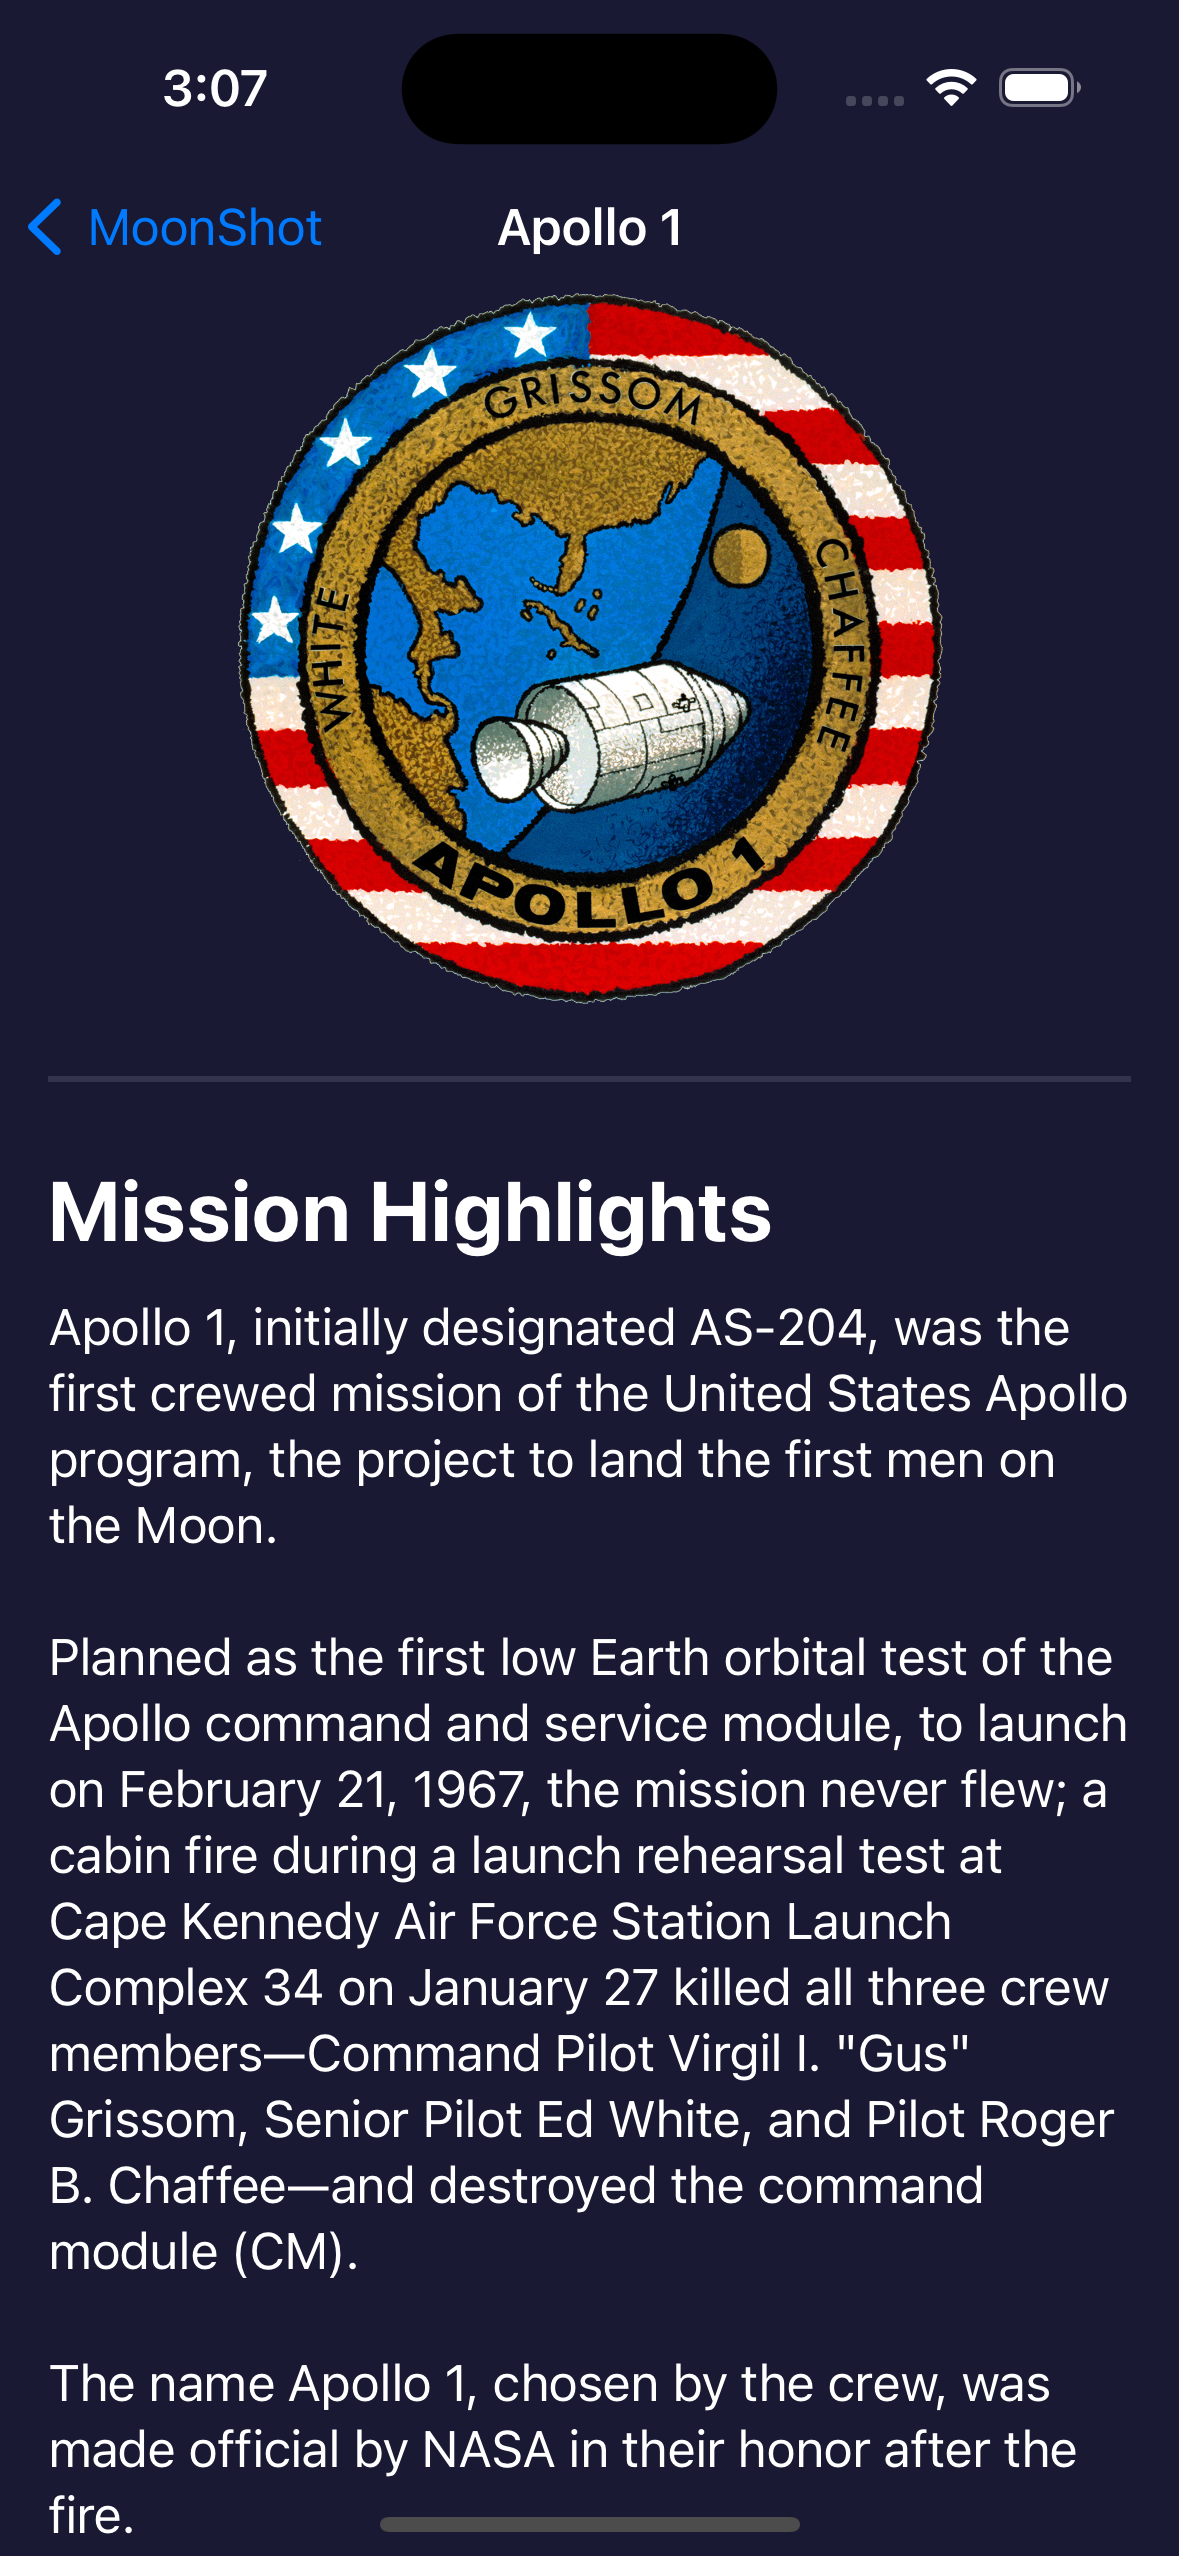 3:07
MoonShot
Apollo 1
GRISSOM
WHITE
CHAFFEE
APOLLO 1
Mission Highlights
Apollo 1, initially designated AS-204, was the
first crewed mission of the United States Apollo
program, the project to land the first men on
the Moon.
Planned as the first low Earth orbital test of the
Apollo command and service module, to launch
on February 21, 1967, the mission never flew; a
cabin fire during a launch rehearsal test at
Cape Kennedy Air Force Station Launch
Complex 34 on January 27 killed all three crew
members—Command Pilot Virgil I. "Gus"
Grissom, Senior Pilot Ed White, and Pilot Roger
B. Chaffee—and destroyed the command
module (CM).
The name Apollo 1, chosen by the crew, was
made official by NASA in their honor after the
fire.